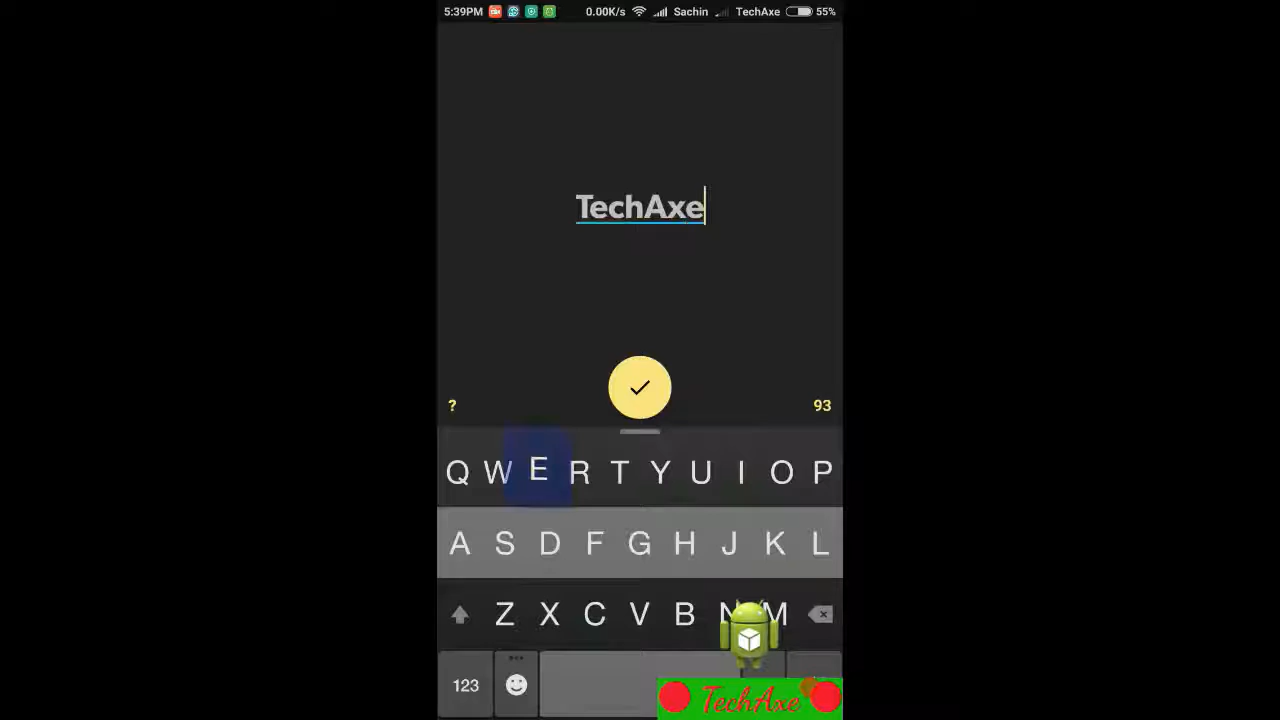 5:39PM 0.00K/s Sachin TechAxe 55%
TechAxe
? 93
Q W E R T Y U I O P
A S D F G H J K L
Z X C V B N M
123
TechAxe